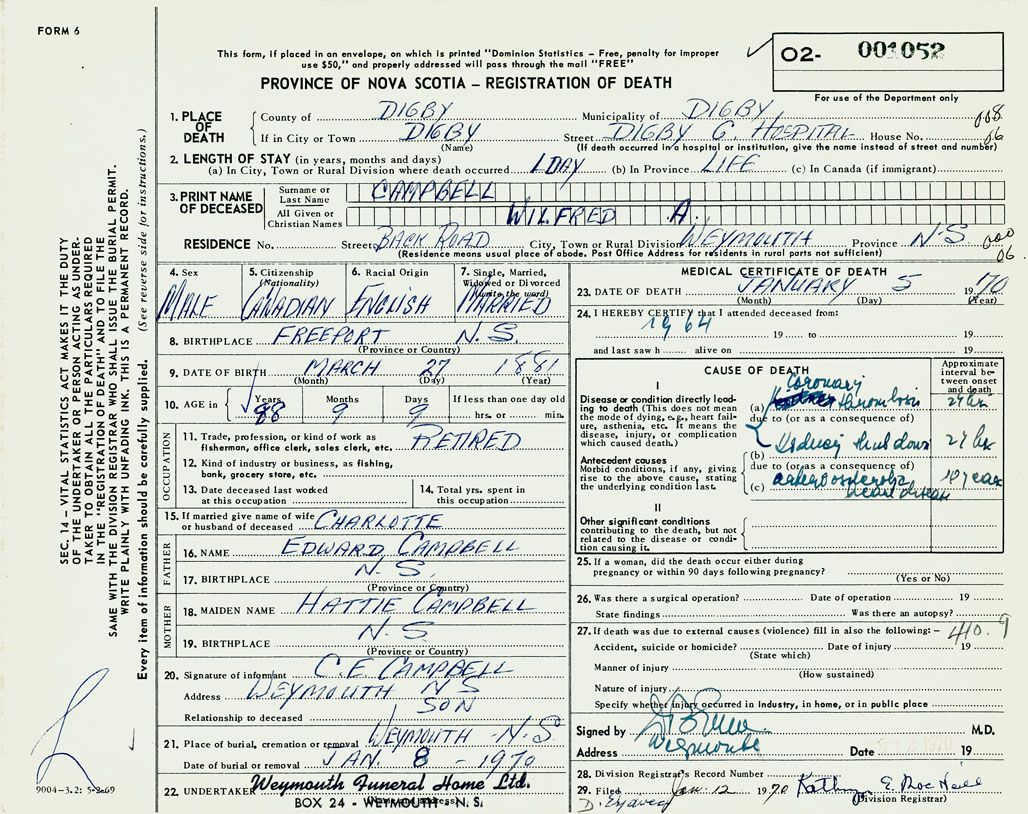 FORM 6
This form, if placed in an envelope, on which is printed "Dominion Statistics – Free, penalty for improper
use $50," and properly addressed will pass through the mail "FREE"
O2- 001052
For use of the Department only
PROVINCE OF NOVA SCOTIA – REGISTRATION OF DEATH
1. PLACE OF DEATH
County of DIGBY Municipality of DIGBY 008
If in City or Town DIGBY Street DIGBY G. HOSPITAL House No. 06
(Name) (If death occurred in a hospital or institution, give the name instead of street and number)
2. LENGTH OF STAY (in years, months and days)
(a) In City, Town or Rural Division where death occurred 1 DAY (b) In Province LIFE (c) In Canada (if immigrant)
3. PRINT NAME OF DECEASED
Surname or Last Name CAMPBELL
All Given or Christian Names WILFRED A.
RESIDENCE No. Street BACK ROAD City, Town or Rural Division WEYMOUTH Province N.S 000
(Residence means usual place of abode. Post Office Address for residents in rural parts not sufficient) 06.
4. Sex MALE
5. Citizenship (Nationality) CANADIAN
6. Racial Origin ENGLISH
7. Single, Married, Widowed or Divorced (write the word) MARRIED
8. BIRTHPLACE FREEPORT N.S.
(Province or Country)
9. DATE OF BIRTH MARCH 27 1881
(Month) (Day) (Year)
10. AGE in Years 88 Months 9 Days 9 If less than one day old hrs. or min.
OCCUPATION
11. Trade, profession, or kind of work as fisherman, office clerk, sales clerk, etc. RETIRED
12. Kind of industry or business, as fishing, bank, grocery store, etc.
13. Date deceased last worked at this occupation
14. Total yrs. spent in this occupation
15. If married give name of wife or husband of deceased CHARLOTTE
FATHER
16. NAME EDWARD CAMPBELL
17. BIRTHPLACE N.S.
(Province or Country)
MOTHER
18. MAIDEN NAME HATTIE CAMPBELL
19. BIRTHPLACE N.S.
(Province or Country)
20. Signature of informant C.E CAMPBELL
Address WEYMOUTH N S
Relationship to deceased SON
21. Place of burial, cremation or removal WEYMOUTH N.S
Date of burial or removal JAN. 8 - 1970
22. UNDERTAKER Weymouth Funeral Home Ltd.
BOX 24 - WEYMOUTH - N. S.
MEDICAL CERTIFICATE OF DEATH
23. DATE OF DEATH JANUARY 5 1970
(Month) (Day) (Year)
24. I HEREBY CERTIFY that I attended deceased from:
1964 19 to 19
and last saw h alive on 19
CAUSE OF DEATH
Approximate interval between onset and death
I
Disease or condition directly leading to death (This does not mean the mode of dying, e.g., heart failure, asthenia, etc. It means the disease, injury, or complication which caused death.)
(a) Coronary thrombosis 24 hrs
due to (or as a consequence of)
(b) Kidney shut down
due to (or as a consequence of)
Antecedent causes
Morbid conditions, if any, giving rise to the above cause, stating the underlying condition last.
(c) heart disease 10 years
II
Other significant conditions contributing to the death, but not related to the disease or condition causing it.
25. If a woman, did the death occur either during pregnancy or within 90 days following pregnancy?
(Yes or No)
26. Was there a surgical operation? Date of operation 19
State findings Was there an autopsy?
27. If death was due to external causes (violence) fill in also the following: – 410.9
Accident, suicide or homicide? Date of injury 19
(State which)
Manner of injury
(How sustained)
Nature of injury
Specify whether injury occurred in Industry, in home, or in public place
Signed by M.D.
Address Weymouth Date 19
28. Division Registrar's Record Number
29. Filed Jan. 12 1970
(Division Registrar)
SEC. 14 – VITAL STATISTICS ACT MAKES IT THE DUTY
OF THE UNDERTAKER OR PERSON ACTING AS UNDER-
TAKER TO OBTAIN ALL THE PARTICULARS REQUIRED
IN THE "REGISTRATION OF DEATH" AND TO FILE THE
SAME WITH THE DIVISION REGISTRAR WHO SHALL ISSUE THE BURIAL PERMIT.
WRITE PLAINLY WITH UNFADING INK. THIS IS A PERMANENT RECORD.
Every item of information should be carefully supplied. (See reverse side for instructions.)
9004-3.2: 5-2-69